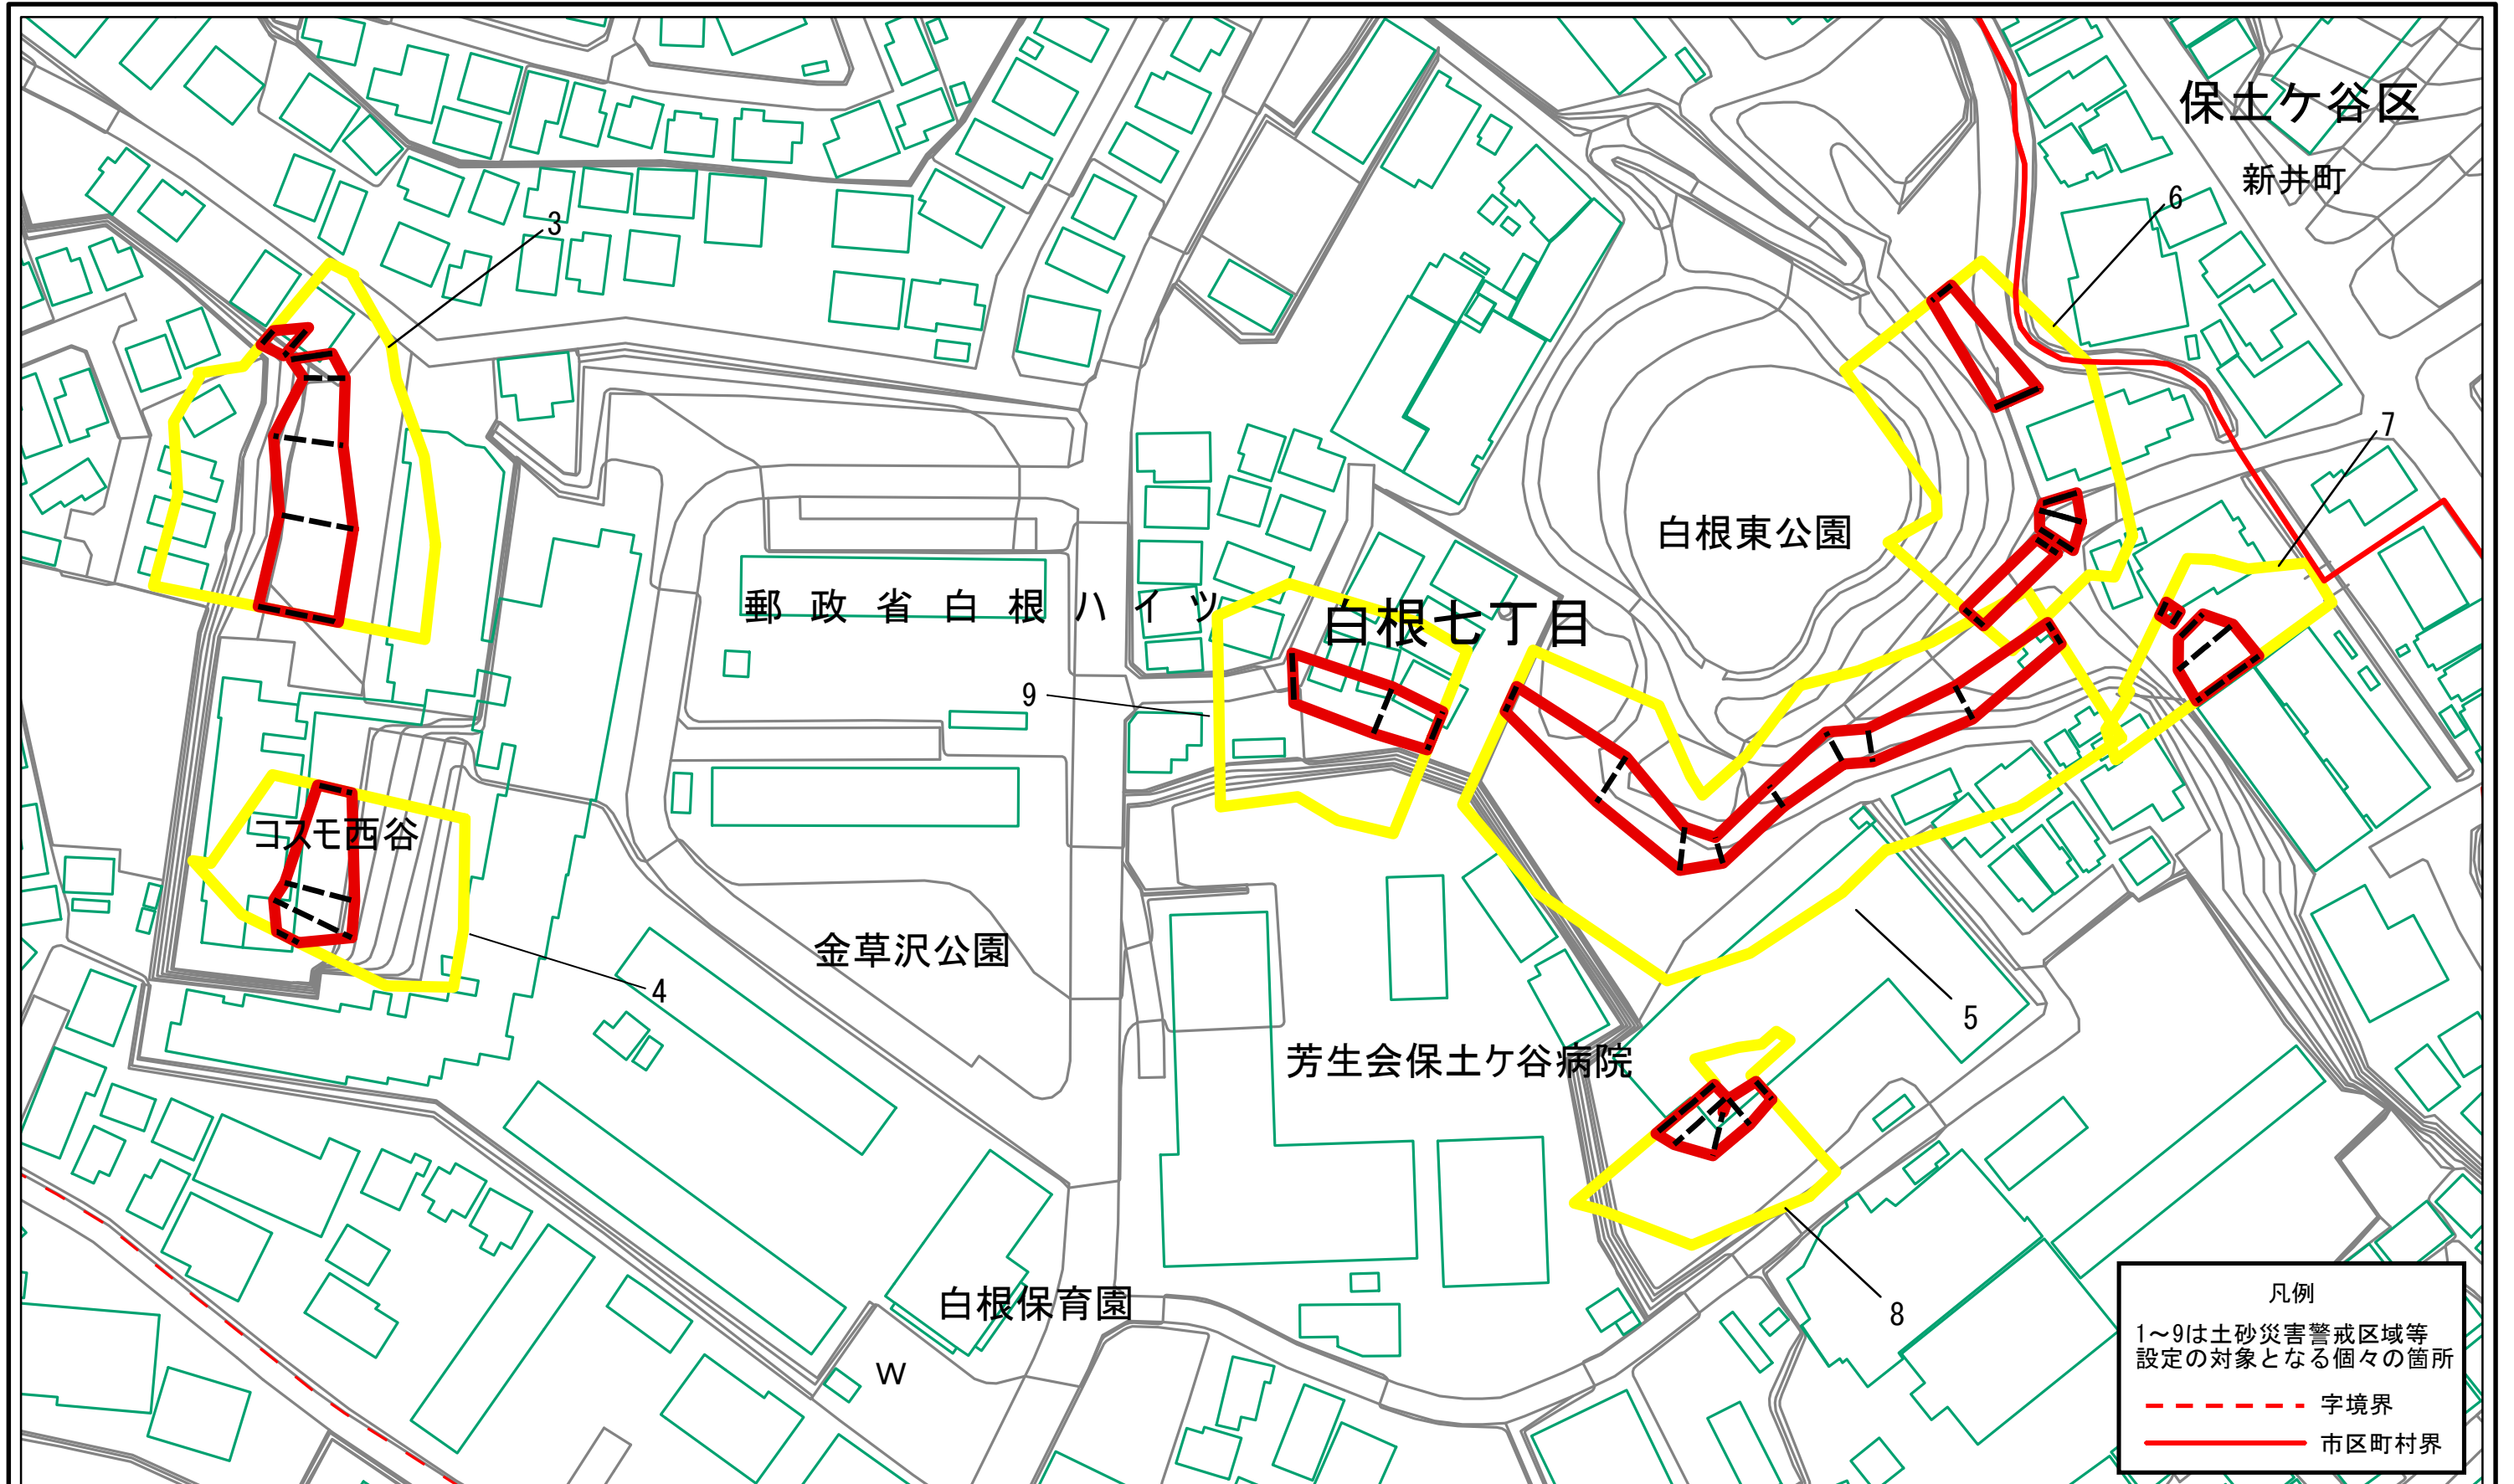 保土ケ谷区
新井町
3
6
7
白根東公園
郵政省白根ハイツ
白根七丁目
9
コスモ西谷
金草沢公園
4
5
芳生会保土ケ谷病院
8
白根保育園
W
凡例
1～9は土砂災害警戒区域等
設定の対象となる個々の箇所
字境界
市区町村界